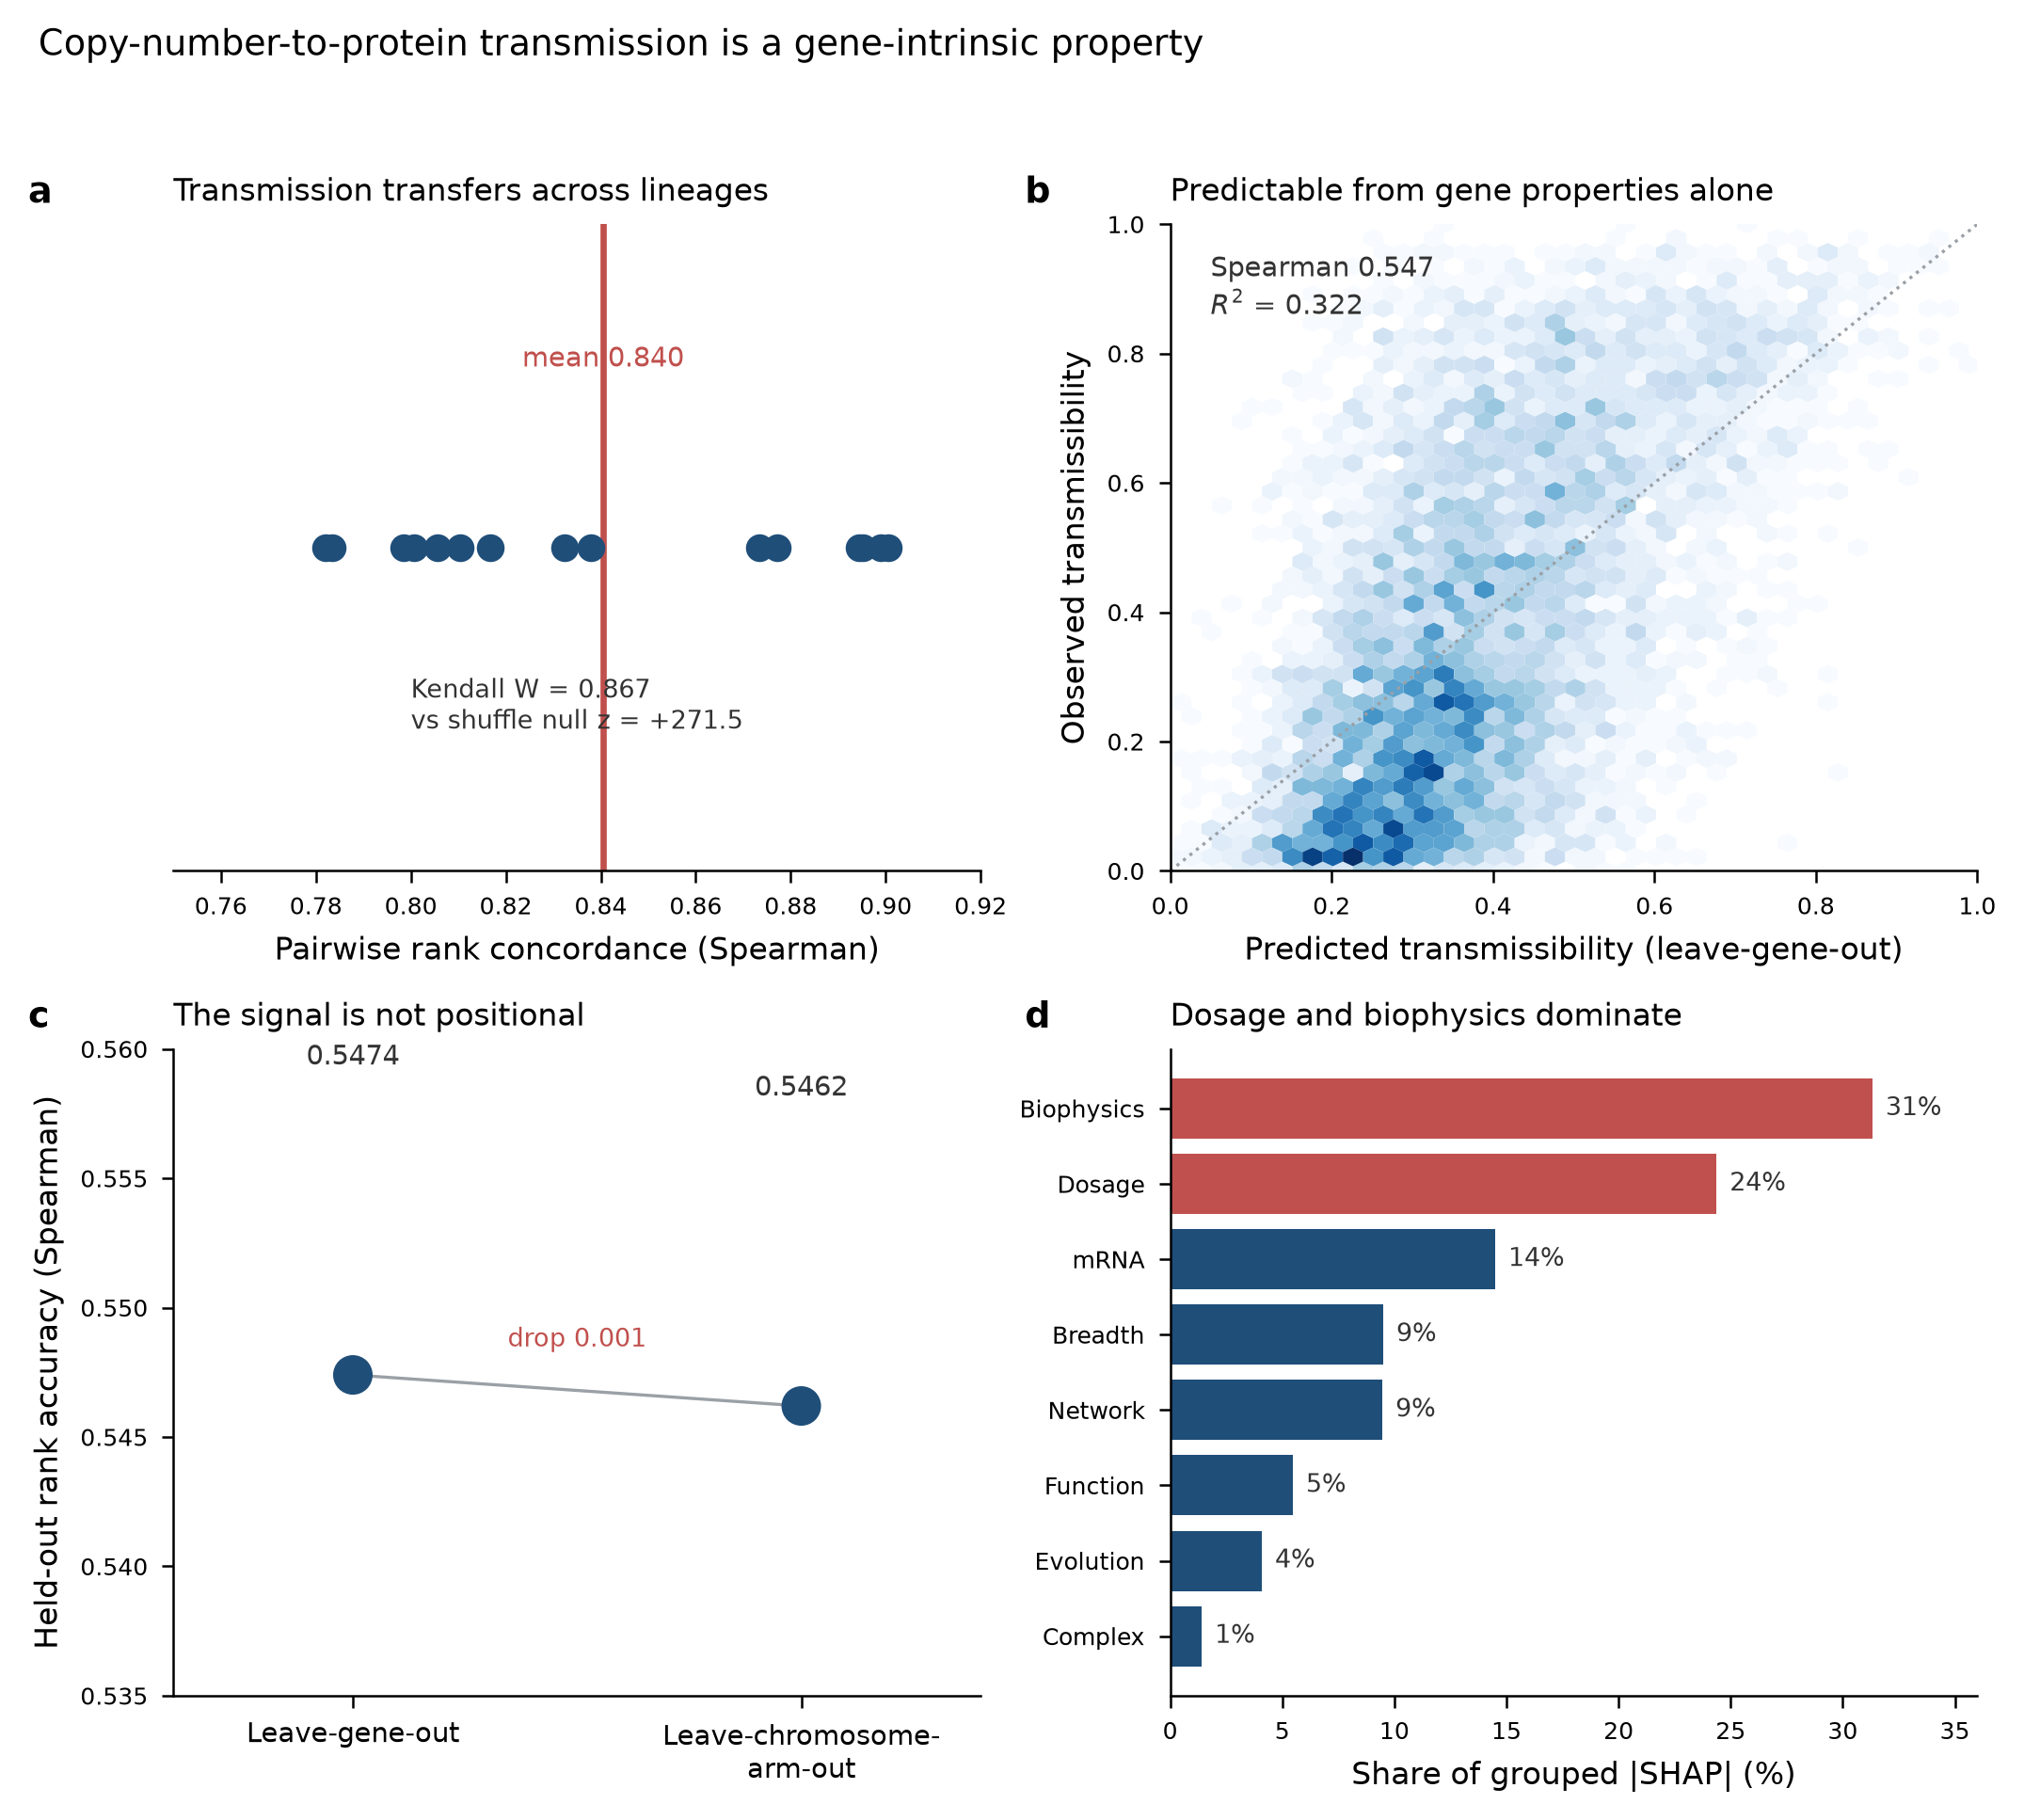 Copy-number-to-protein transmission is a gene-intrinsic property
a
Transmission transfers across lineages
mean 0.840
Kendall W = 0.867
vs shuffle null z = +271.5
0.76 0.78 0.80 0.82 0.84 0.86 0.88 0.90 0.92
Pairwise rank concordance (Spearman)
b
Predictable from gene properties alone
Spearman 0.547
R² = 0.322
Observed transmissibility
1.0
0.8
0.6
0.4
0.2
0.0
0.0 0.2 0.4 0.6 0.8 1.0
Predicted transmissibility (leave-gene-out)
c
The signal is not positional
Held-out rank accuracy (Spearman)
0.560
0.555
0.550
0.545
0.540
0.535
0.5474
0.5462
drop 0.001
Leave-gene-out
Leave-chromosome-
arm-out
d
Dosage and biophysics dominate
Biophysics 31%
Dosage 24%
mRNA 14%
Breadth 9%
Network 9%
Function 5%
Evolution 4%
Complex 1%
0 5 10 15 20 25 30 35
Share of grouped |SHAP| (%)